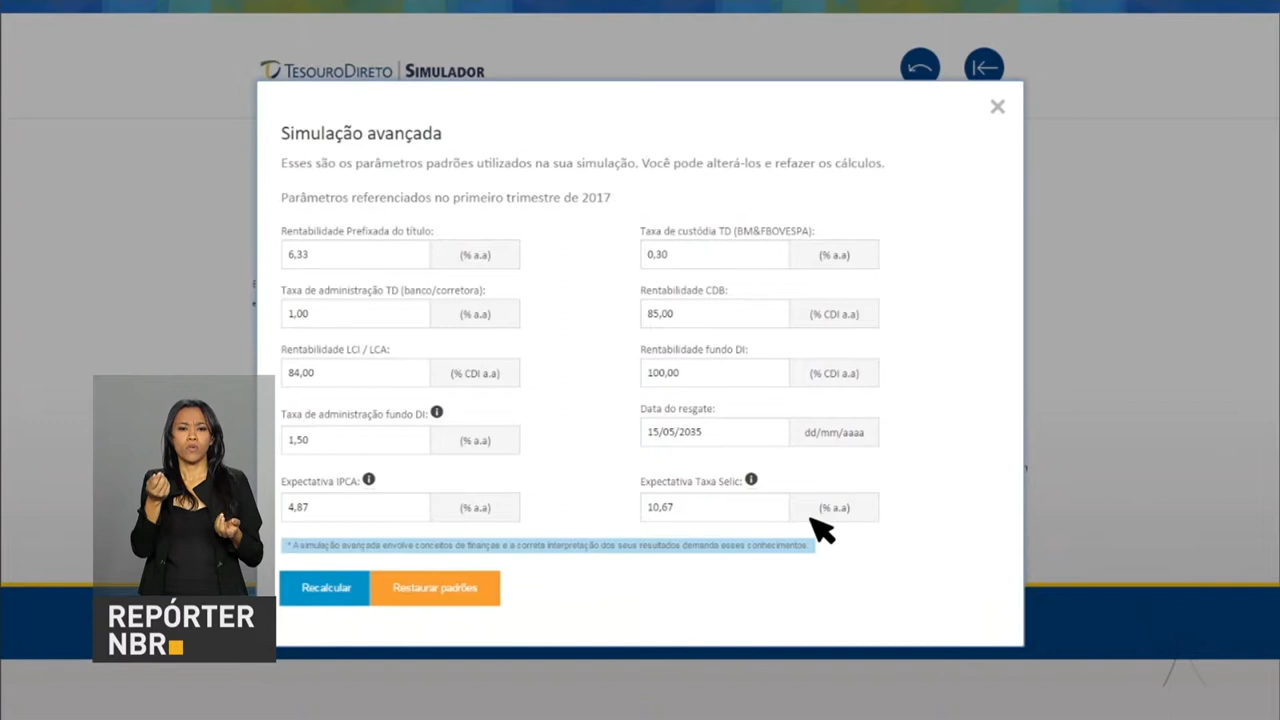 TESOURODIRETO | SIMULADOR
Simulação avançada
Esses são os parâmetros padrões utilizados na sua simulação. Você pode alterá-los e refazer os cálculos.
Parâmetros referenciados no primeiro trimestre de 2017
Rentabilidade Prefixada do título:
6,33 (% a.a)
Taxa de custódia TD (BM&FBOVESPA):
0,30 (% a.a)
Taxa de administração TD (banco/corretora):
1,00 (% a.a)
Rentabilidade CDB:
85,00 (% CDI a.a)
Rentabilidade LCI / LCA:
84,00 (% CDI a.a)
Rentabilidade fundo DI:
100,00 (% CDI a.a)
Taxa de administração fundo DI:
1,50 (% a.a)
Data do resgate:
15/05/2035 dd/mm/aaaa
Expectativa IPCA:
4,87 (% a.a)
Expectativa Taxa Selic:
10,67 (% a.a)
* A simulação avançada envolve conceitos de finanças e a correta interpretação dos seus resultados demanda esses conhecimentos.
Recalcular Restaurar padrões
REPÓRTER
NBR